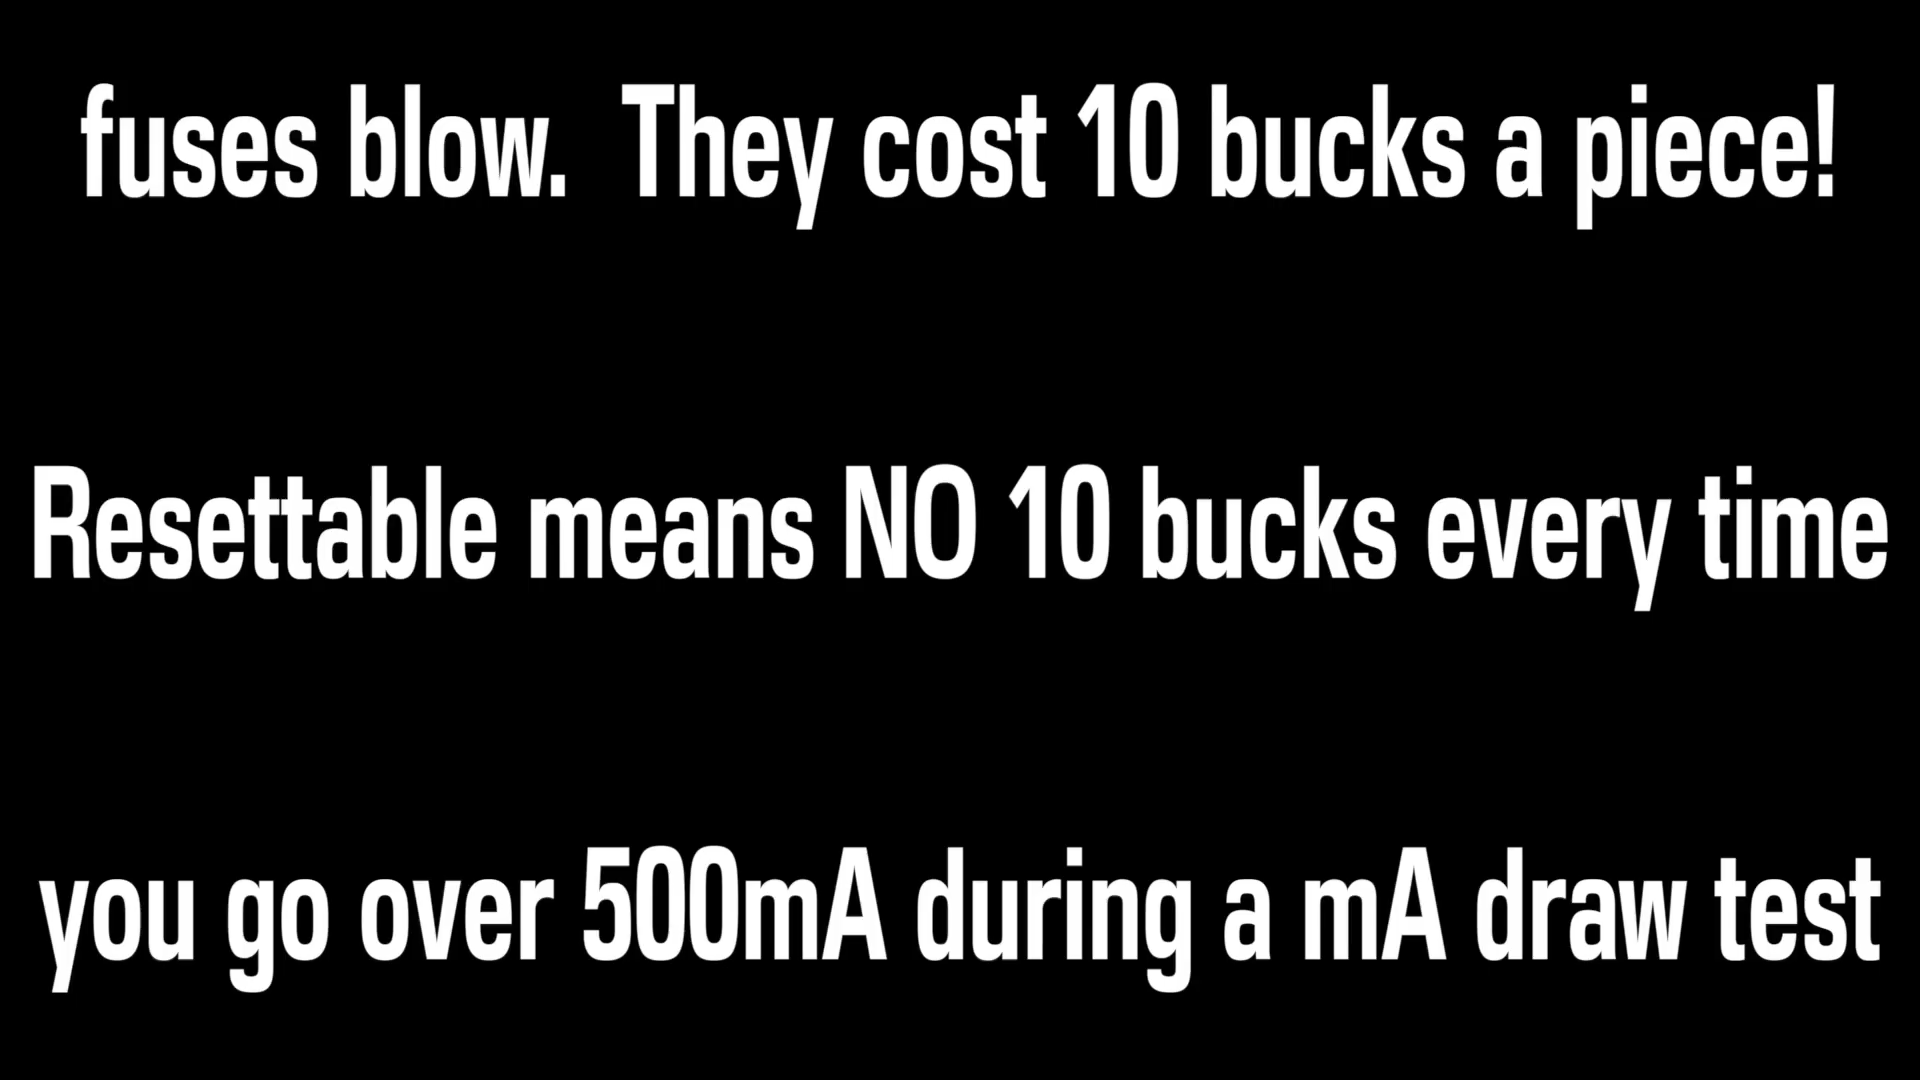 fuses blow.  They cost 10 bucks a piece!
Resettable means NO 10 bucks every time
you go over 500mA during a mA draw test